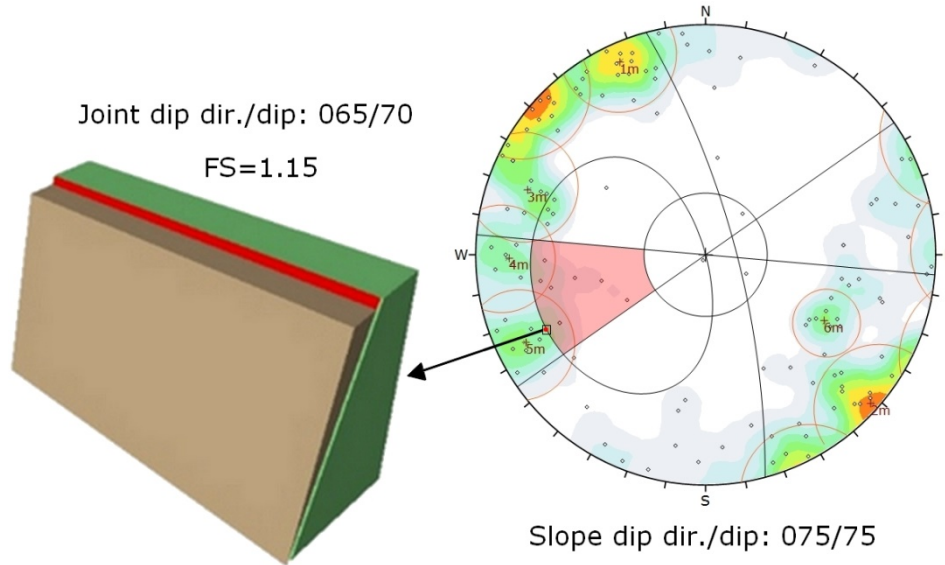 Joint dip dir./dip: 065/70
FS=1.15
N
1m
3m
W
4m
6m
5m
2m
S
Slope dip dir./dip: 075/75